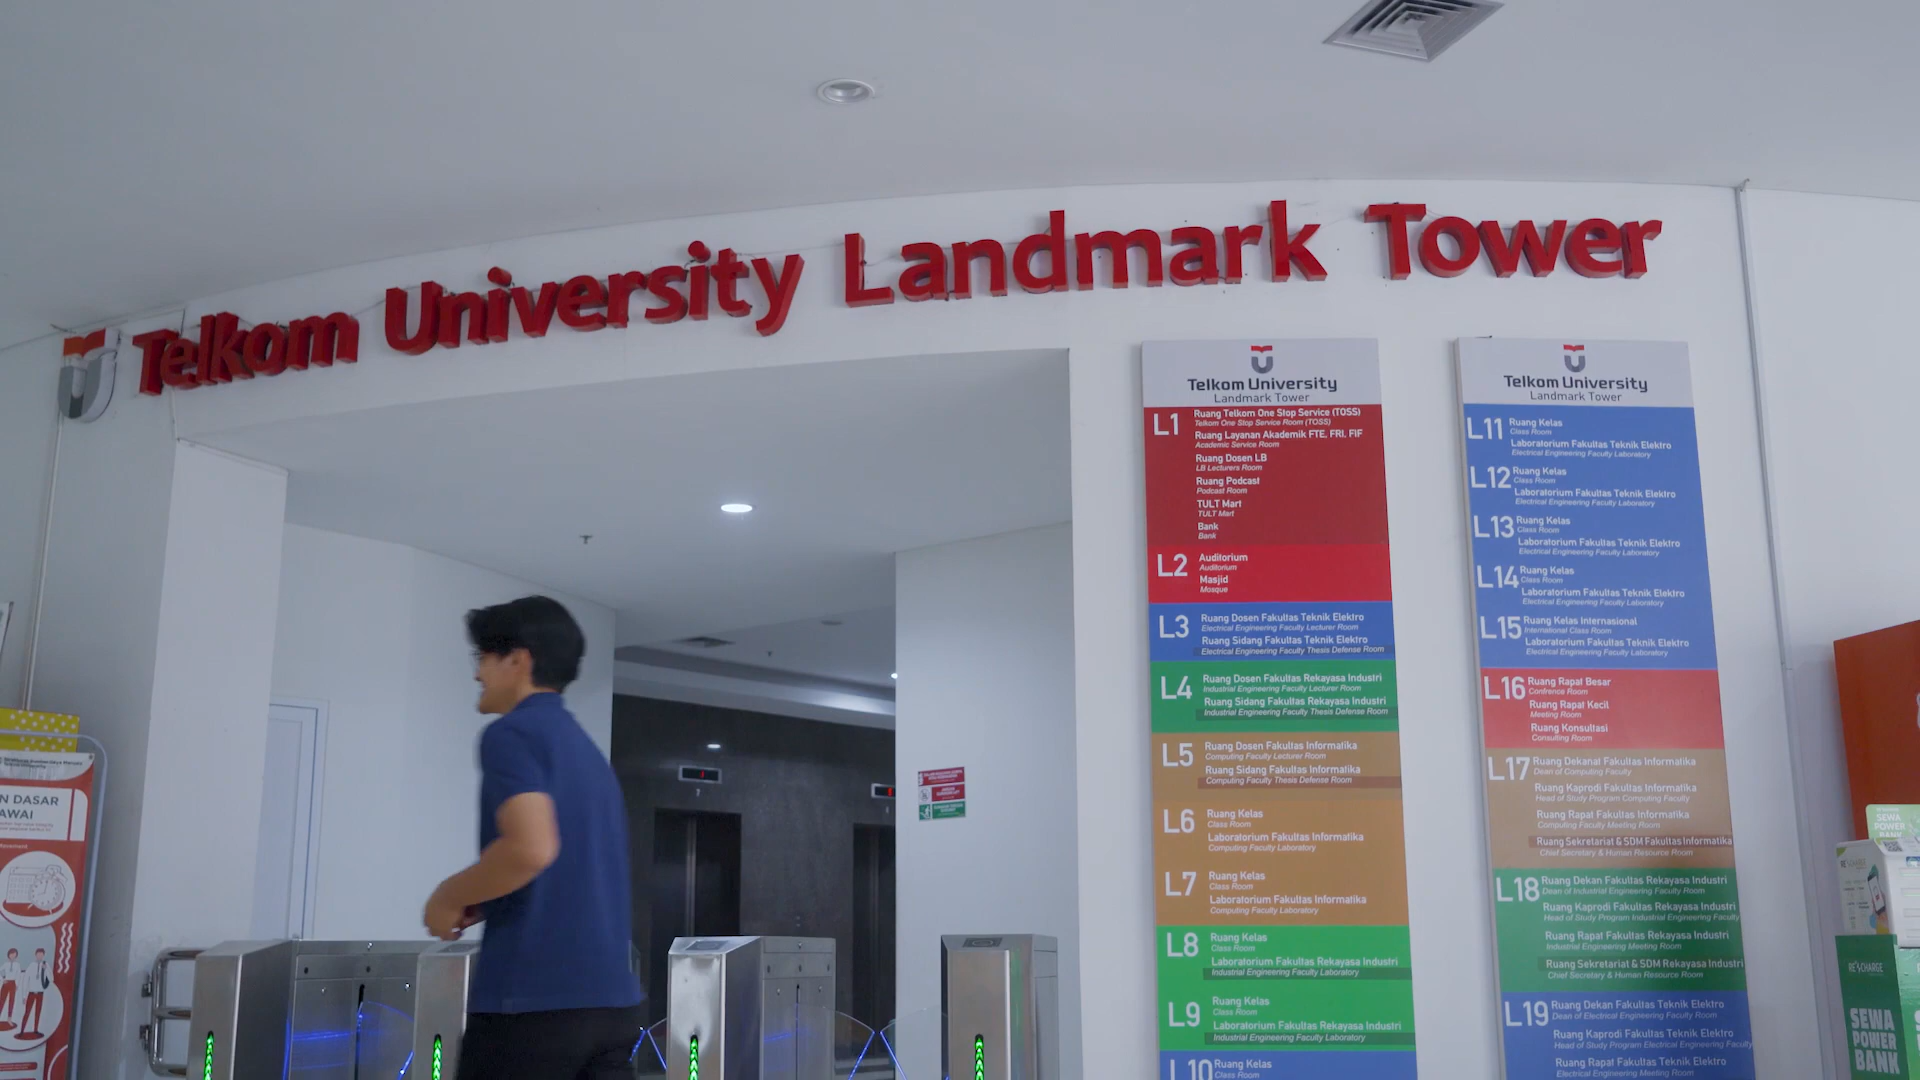 Telkom University Landmark Tower
Telkom University
Landmark Tower
L1
Ruang Telkom One Stop Service (TOSS)
Telkom One Stop Service Room (TOSS)
Ruang Layanan Akademik FTE, FRI, FIF
Academic Service Room
Ruang Dosen LB
LB Lecturers Room
Ruang Podcast
Podcast Room
TULT Mart
TULT Mart
Bank
Bank
L2
Auditorium
Auditorium
Masjid
Mosque
L3
Ruang Dosen Fakultas Teknik Elektro
Electrical Engineering Faculty Lecturer Room
Ruang Sidang Fakultas Teknik Elektro
Electrical Engineering Faculty Thesis Defense Room
L4
Ruang Dosen Fakultas Rekayasa Industri
Industrial Engineering Faculty Lecturer Room
Ruang Sidang Fakultas Rekayasa Industri
Industrial Engineering Faculty Thesis Defense Room
L5
Ruang Dosen Fakultas Informatika
Computing Faculty Lecturer Room
Ruang Sidang Fakultas Informatika
Computing Faculty Thesis Defense Room
L6
Ruang Kelas
Class Room
Laboratorium Fakultas Informatika
Computing Faculty Laboratory
L7
Ruang Kelas
Class Room
Laboratorium Fakultas Informatika
Computing Faculty Laboratory
L8
Ruang Kelas
Class Room
Laboratorium Fakultas Rekayasa Industri
Industrial Engineering Faculty Laboratory
L9
Ruang Kelas
Class Room
Laboratorium Fakultas Rekayasa Industri
Industrial Engineering Faculty Laboratory
L10
Ruang Kelas
Class Room
Telkom University
Landmark Tower
L11
Ruang Kelas
Class Room
Laboratorium Fakultas Teknik Elektro
Electrical Engineering Faculty Laboratory
L12
Ruang Kelas
Class Room
Laboratorium Fakultas Teknik Elektro
Electrical Engineering Faculty Laboratory
L13
Ruang Kelas
Class Room
Laboratorium Fakultas Teknik Elektro
Electrical Engineering Faculty Laboratory
L14
Ruang Kelas
Class Room
Laboratorium Fakultas Teknik Elektro
Electrical Engineering Faculty Laboratory
L15
Ruang Kelas Internasional
International Class Room
Laboratorium Fakultas Teknik Elektro
Electrical Engineering Faculty Laboratory
L16
Ruang Rapat Besar
Confrence Room
Ruang Rapat Kecil
Meeting Room
Ruang Konsultasi
Consulting Room
L17
Ruang Dekanat Fakultas Informatika
Dean of Computing Faculty
Ruang Kaprodi Fakultas Informatika
Head of Study Program Computing Faculty
Ruang Rapat Fakultas Informatika
Computing Faculty Meeting Room
Ruang Sekretariat & SDM Fakultas Informatika
Chief Secretary & Human Resource Room
L18
Ruang Dekan Fakultas Rekayasa Industri
Dean of Industrial Engineering Faculty Room
Ruang Kaprodi Fakultas Rekayasa Industri
Head of Study Program Industrial Engineering Faculty
Ruang Rapat Fakultas Rekayasa Industri
Industrial Engineering Meeting Room
Ruang Sekretariat & SDM Rekayasa Industri
Chief Secretary & Human Resource Room
L19
Ruang Dekan Fakultas Teknik Elektro
Dean of Electrical Engineering Faculty Room
Ruang Kaprodi Fakultas Teknik Elektro
Head of Study Program Electrical Engineering Faculty
Ruang Rapat Fakultas Teknik Elektro
Electrical Engineering Meeting Room
N DASAR
AWAI
SEWA
POWER
BANK
RE'CHARGE
SEWA
POWER
BANK